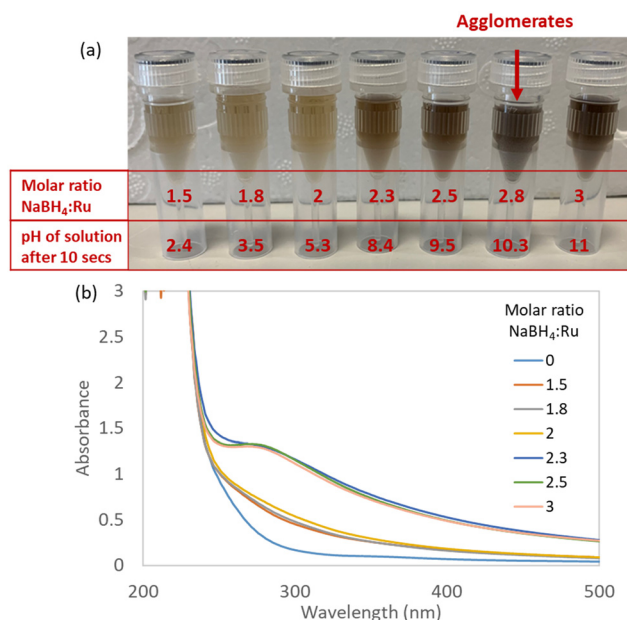 Agglomerates
(a)
Molar ratio
NaBH₄:Ru
1.5 1.8 2 2.3 2.5 2.8 3
pH of solution
after 10 secs
2.4 3.5 5.3 8.4 9.5 10.3 11
(b)
Molar ratio
NaBH₄:Ru
0
1.5
1.8
2
2.3
2.5
3
Absorbance
3
2.5
2
1.5
1
0.5
0
200 300 400 500
Wavelength (nm)